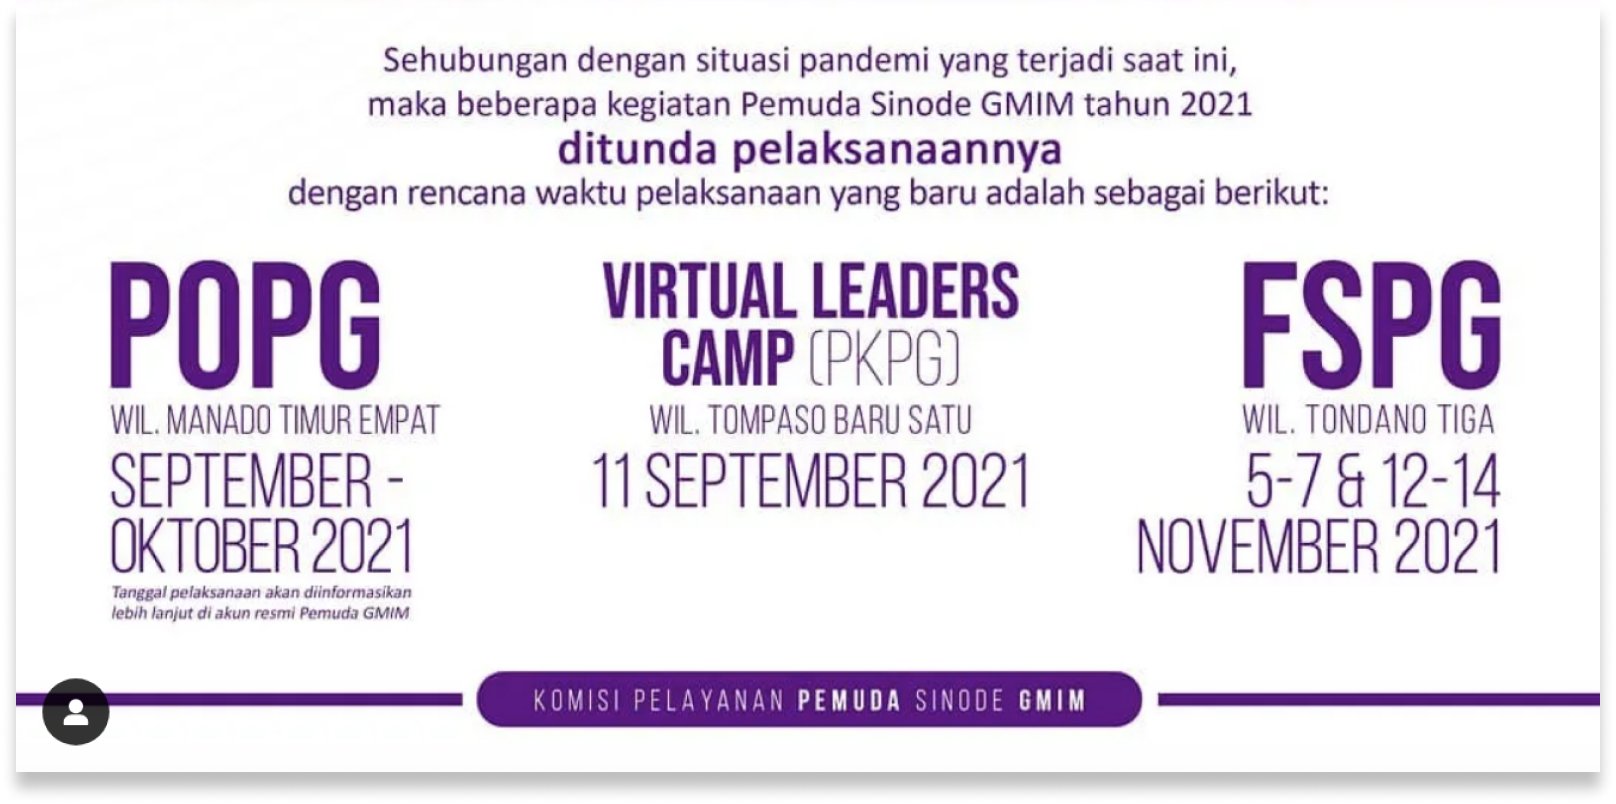 Sehubungan dengan situasi pandemi yang terjadi saat ini,
maka beberapa kegiatan Pemuda Sinode GMIM tahun 2021
ditunda pelaksanaannya
dengan rencana waktu pelaksanaan yang baru adalah sebagai berikut:
POPG
WIL. MANADO TIMUR EMPAT
SEPTEMBER -
OKTOBER 2021
Tanggal pelaksanaan akan diinformasikan
lebih lanjut di akun resmi Pemuda GMIM
VIRTUAL LEADERS
CAMP (PKPG)
WIL. TOMPASO BARU SATU
11 SEPTEMBER 2021
FSPG
WIL. TONDANO TIGA
5-7 & 12-14
NOVEMBER 2021
KOMISI PELAYANAN PEMUDA SINODE GMIM